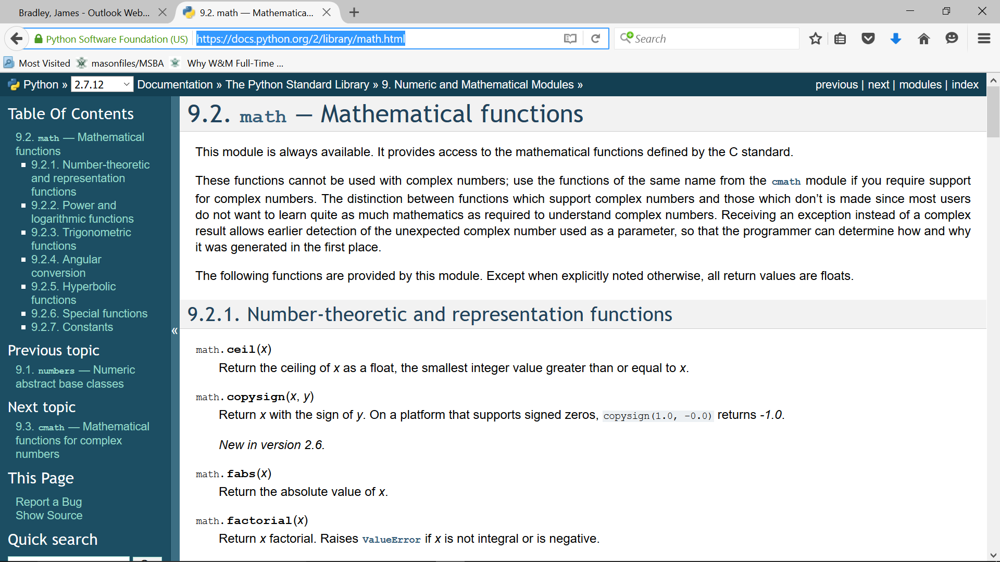 Bradley, James - Outlook Web...
9.2. math — Mathematica...
Python Software Foundation (US)
https://docs.python.org/2/library/math.html
Search
Most Visited
masonfiles/MSBA
Why W&M Full-Time ...
Python »
2.7.12
Documentation » The Python Standard Library » 9. Numeric and Mathematical Modules »
previous | next | modules | index
Table Of Contents
9.2. math — Mathematical
functions
9.2.1. Number-theoretic
and representation
functions
9.2.2. Power and
logarithmic functions
9.2.3. Trigonometric
functions
9.2.4. Angular
conversion
9.2.5. Hyperbolic
functions
9.2.6. Special functions
9.2.7. Constants
Previous topic
9.1. numbers — Numeric
abstract base classes
Next topic
9.3. cmath — Mathematical
functions for complex
numbers
This Page
Report a Bug
Show Source
Quick search
«
9.2. math — Mathematical functions
This module is always available. It provides access to the mathematical functions defined by the C standard.
These functions cannot be used with complex numbers; use the functions of the same name from the cmath module if you require support
for complex numbers. The distinction between functions which support complex numbers and those which don’t is made since most users
do not want to learn quite as much mathematics as required to understand complex numbers. Receiving an exception instead of a complex
result allows earlier detection of the unexpected complex number used as a parameter, so that the programmer can determine how and why
it was generated in the first place.
The following functions are provided by this module. Except when explicitly noted otherwise, all return values are floats.
9.2.1. Number-theoretic and representation functions
math.ceil(x)
Return the ceiling of x as a float, the smallest integer value greater than or equal to x.
math.copysign(x, y)
Return x with the sign of y. On a platform that supports signed zeros, copysign(1.0, -0.0) returns -1.0.
New in version 2.6.
math.fabs(x)
Return the absolute value of x.
math.factorial(x)
Return x factorial. Raises ValueError if x is not integral or is negative.